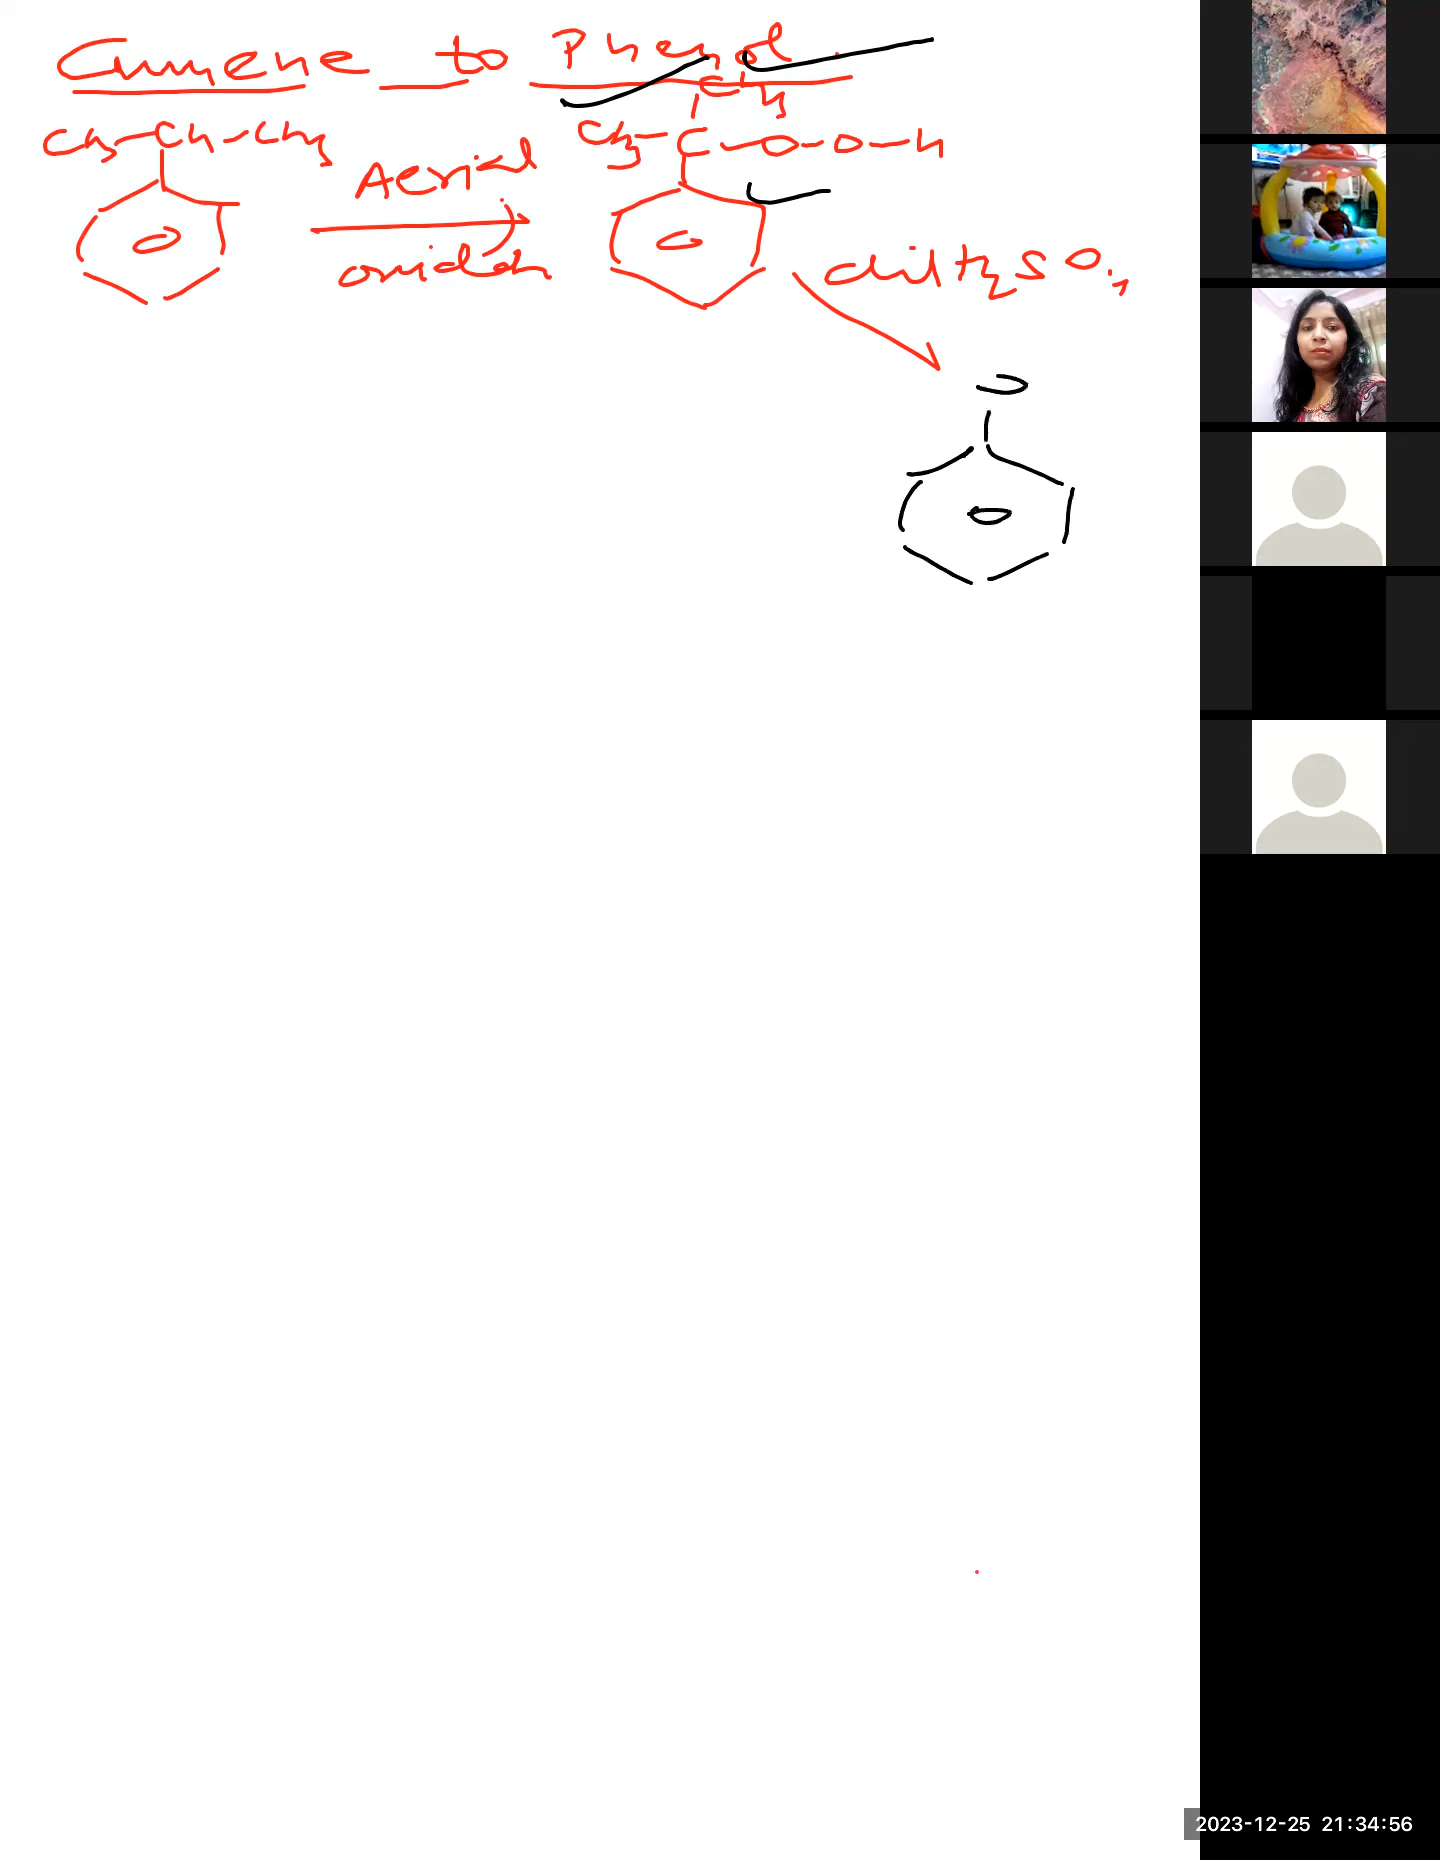 Cumene to Phenol
CH3
CH3-CH-CH3
CH3-C-O-O-H
Aerial
oxidation
dil H2SO4
O
2023-12-25 21:34:56